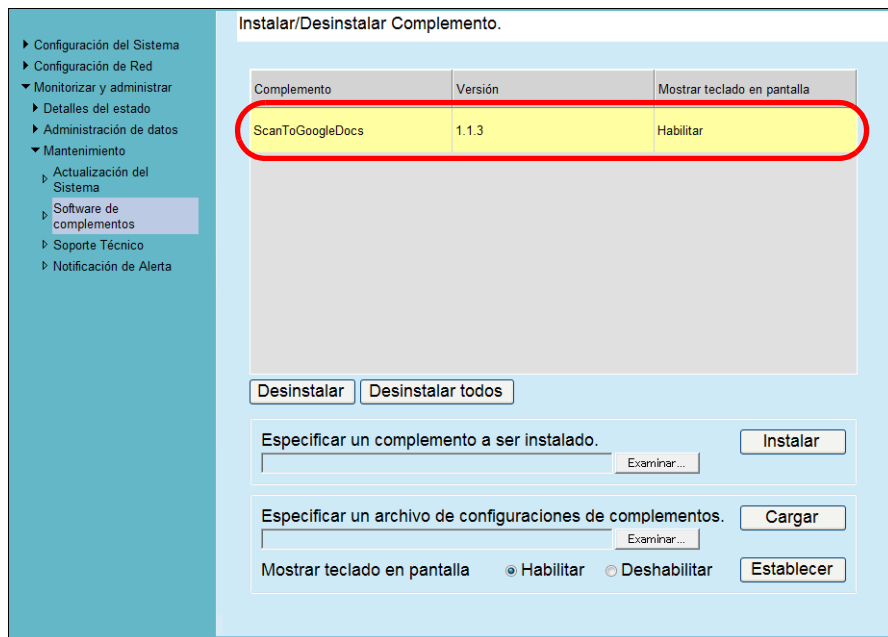 Instalar/Desinstalar Complemento.
Configuración del Sistema
Configuración de Red
Monitorizar y administrar
Detalles del estado
Administración de datos
Mantenimiento
Actualización del
Sistema
Software de
complementos
Soporte Técnico
Notificación de Alerta
Complemento Versión Mostrar teclado en pantalla
ScanToGoogleDocs 1.1.3 Habilitar
Desinstalar Desinstalar todos
Especificar un complemento a ser instalado. Instalar
Examinar...
Especificar un archivo de configuraciones de complementos. Cargar
Examinar...
Mostrar teclado en pantalla Habilitar Deshabilitar Establecer